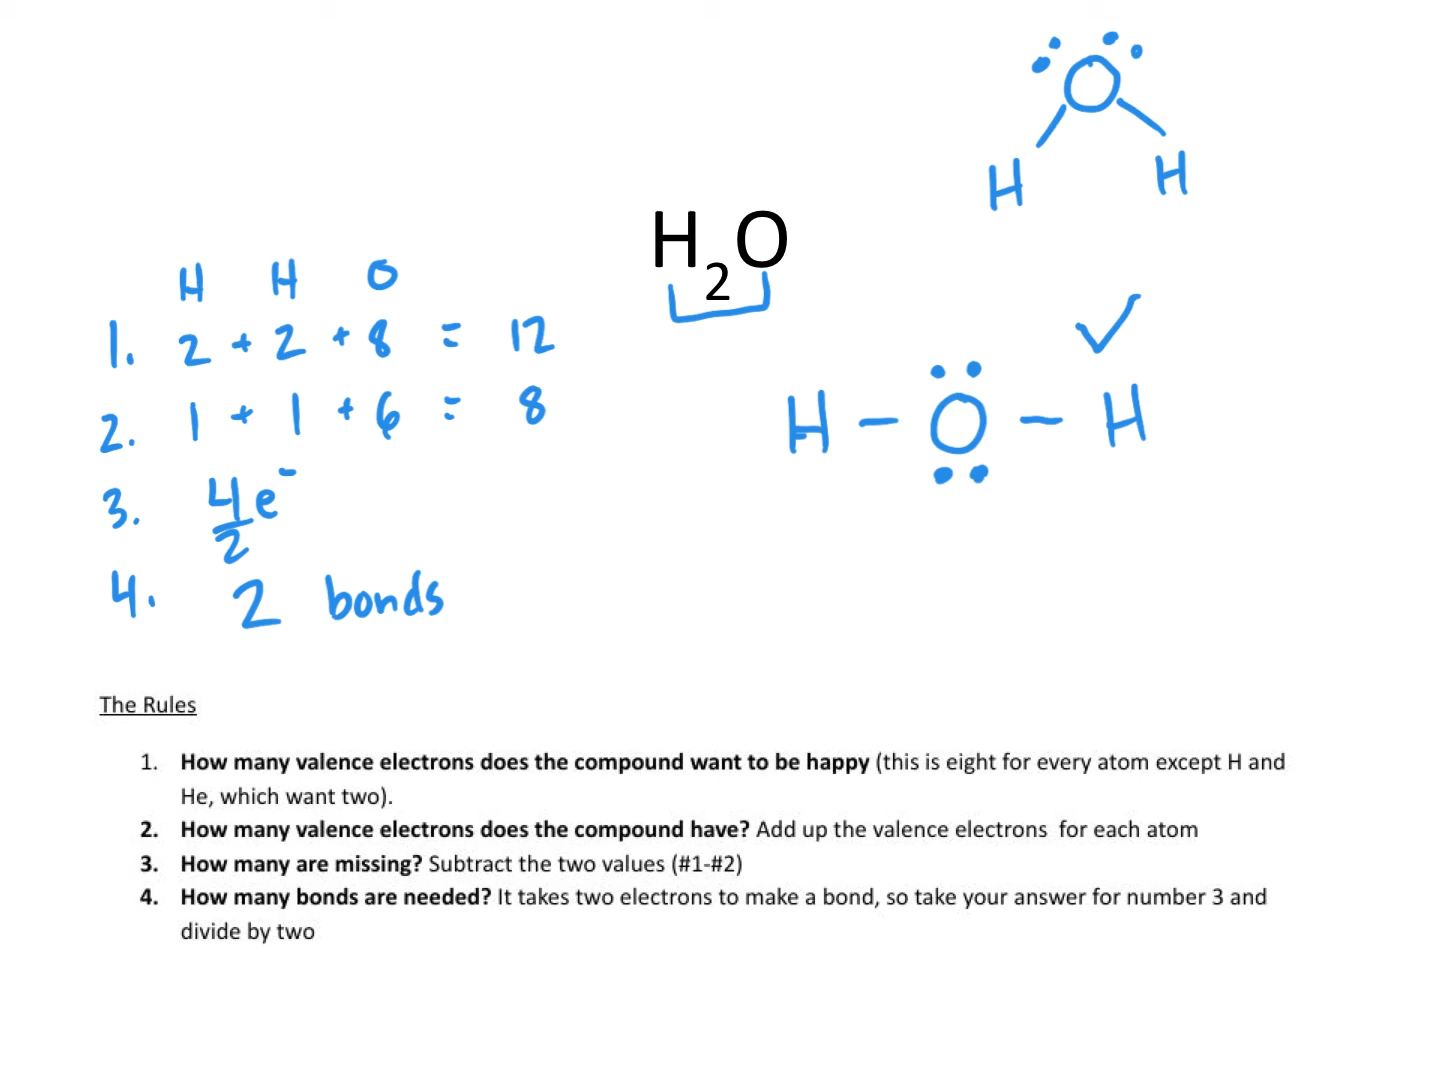 O
H H
H₂O
H H O
1. 2 + 2 + 8 = 12
2. 1 + 1 + 6 = 8
H - O - H
3. 4e⁻
2
4. 2 bonds
The Rules
1. How many valence electrons does the compound want to be happy (this is eight for every atom except H and
He, which want two).
2. How many valence electrons does the compound have? Add up the valence electrons for each atom
3. How many are missing? Subtract the two values (#1-#2)
4. How many bonds are needed? It takes two electrons to make a bond, so take your answer for number 3 and
divide by two